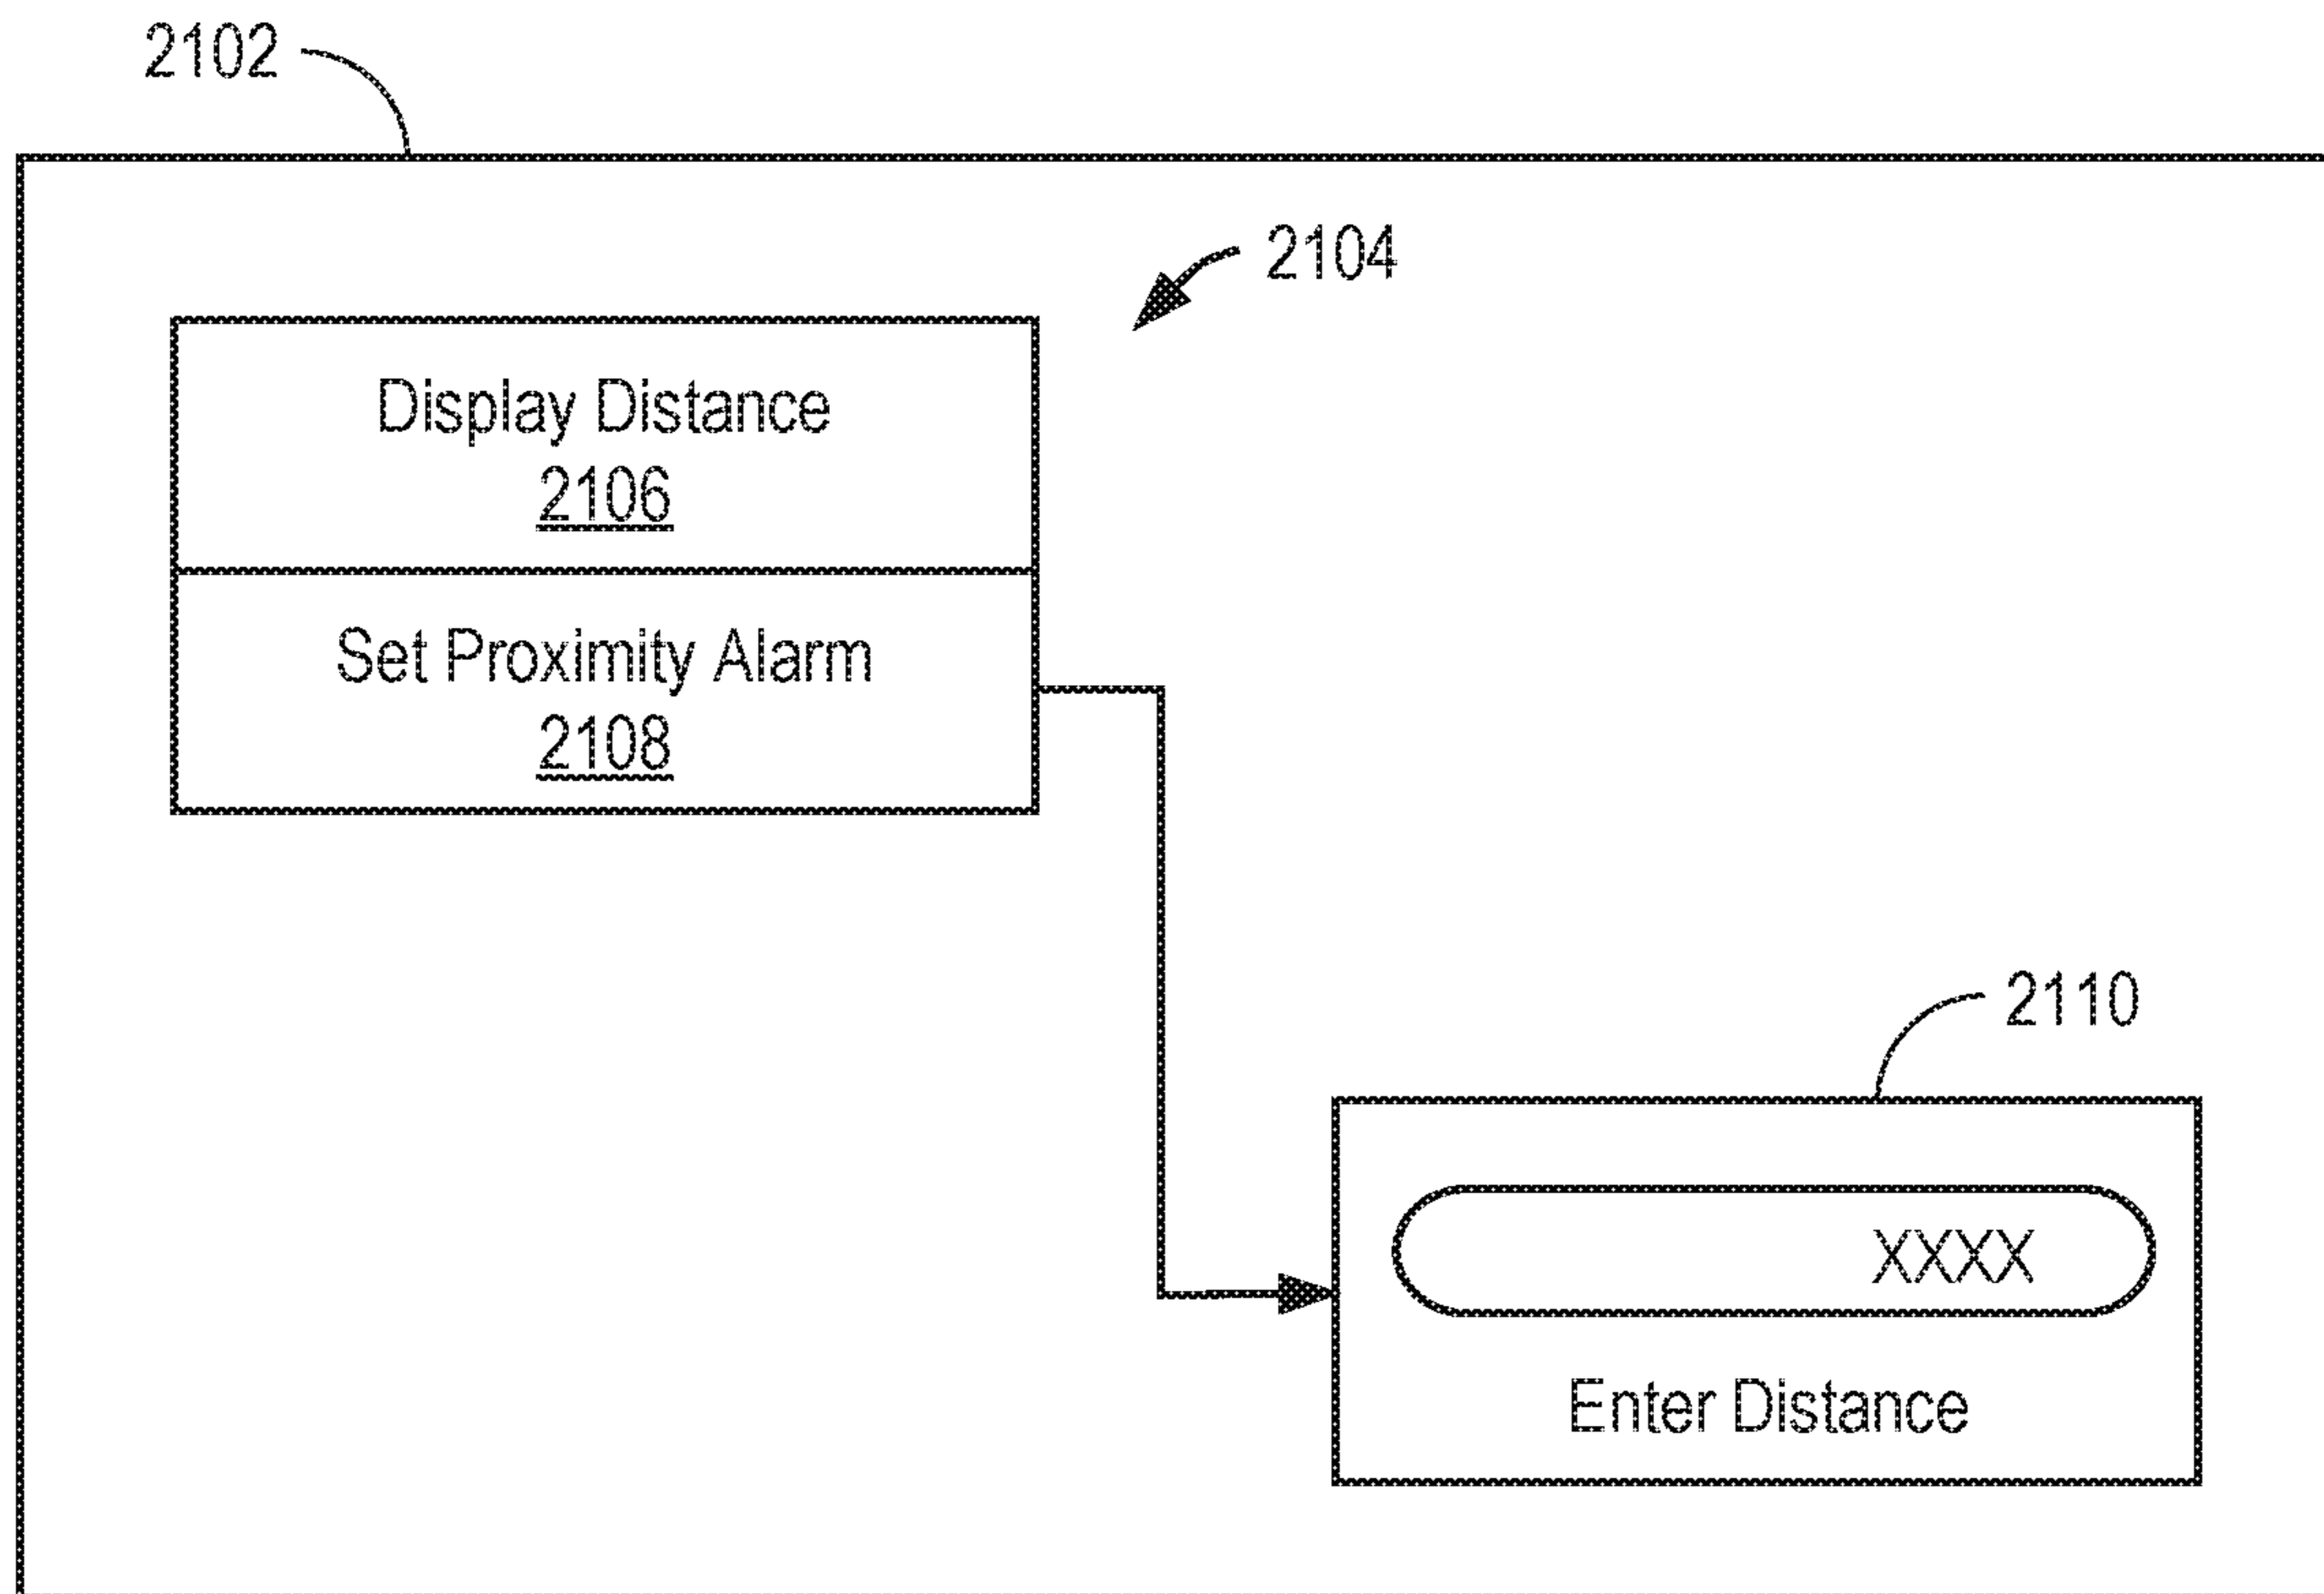 2102
2104
Display Distance
2106
Set Proximity Alarm
2108
2110
XXXX
Enter Distance